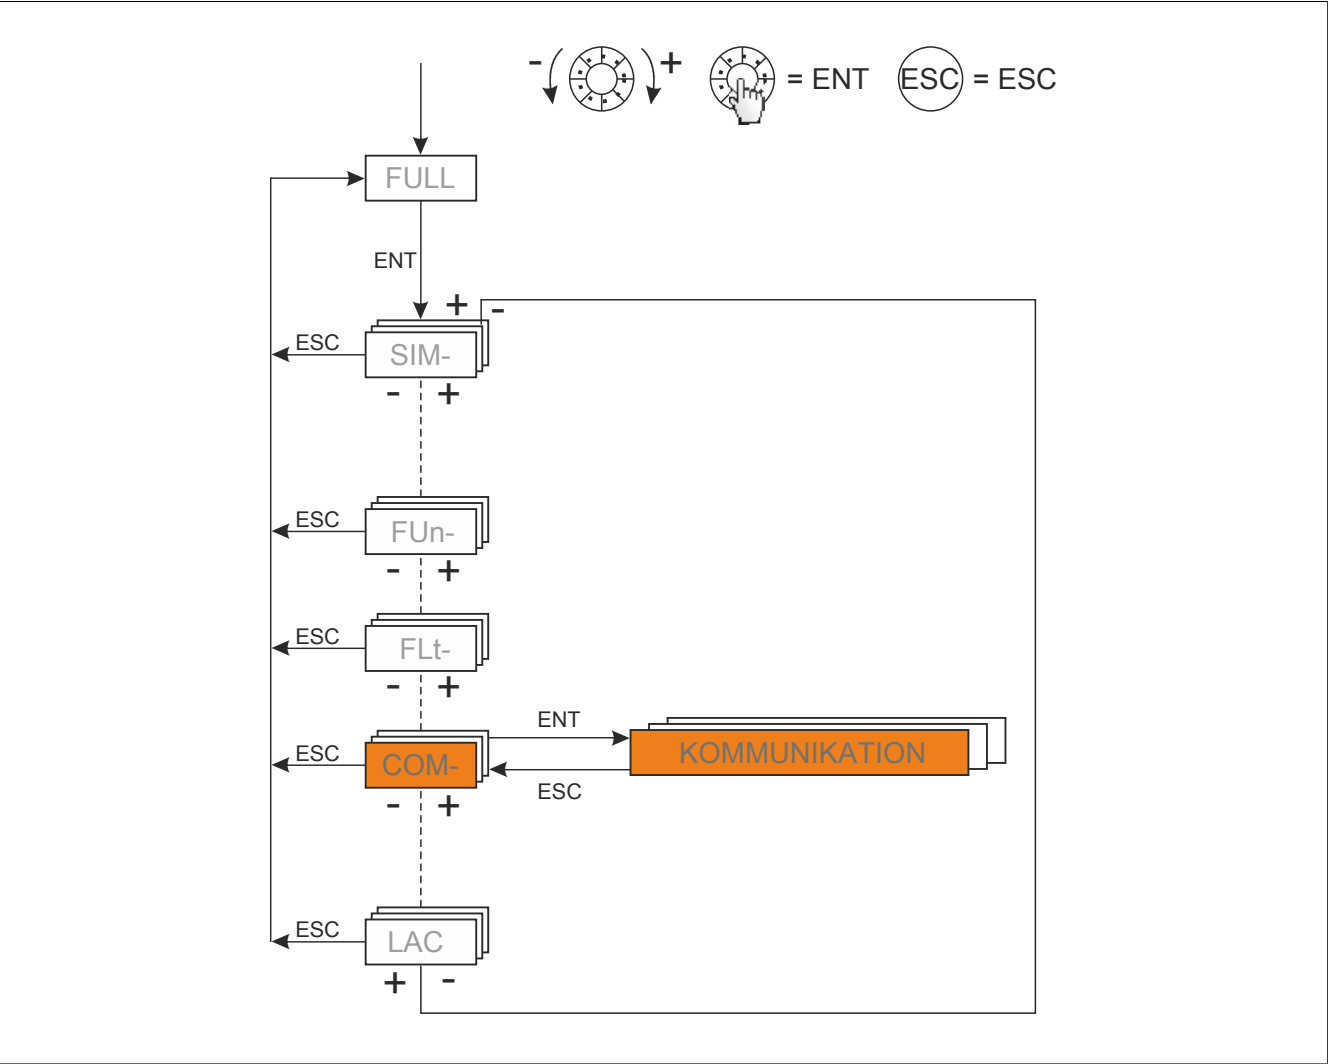 - + = ENT ESC = ESC
FULL
ENT
+ -
ESC SIM-
- +
ESC FUn-
- +
ESC FLt-
- +
ENT
ESC COM- KOMMUNIKATION
ESC
- +
ESC LAC
+ -